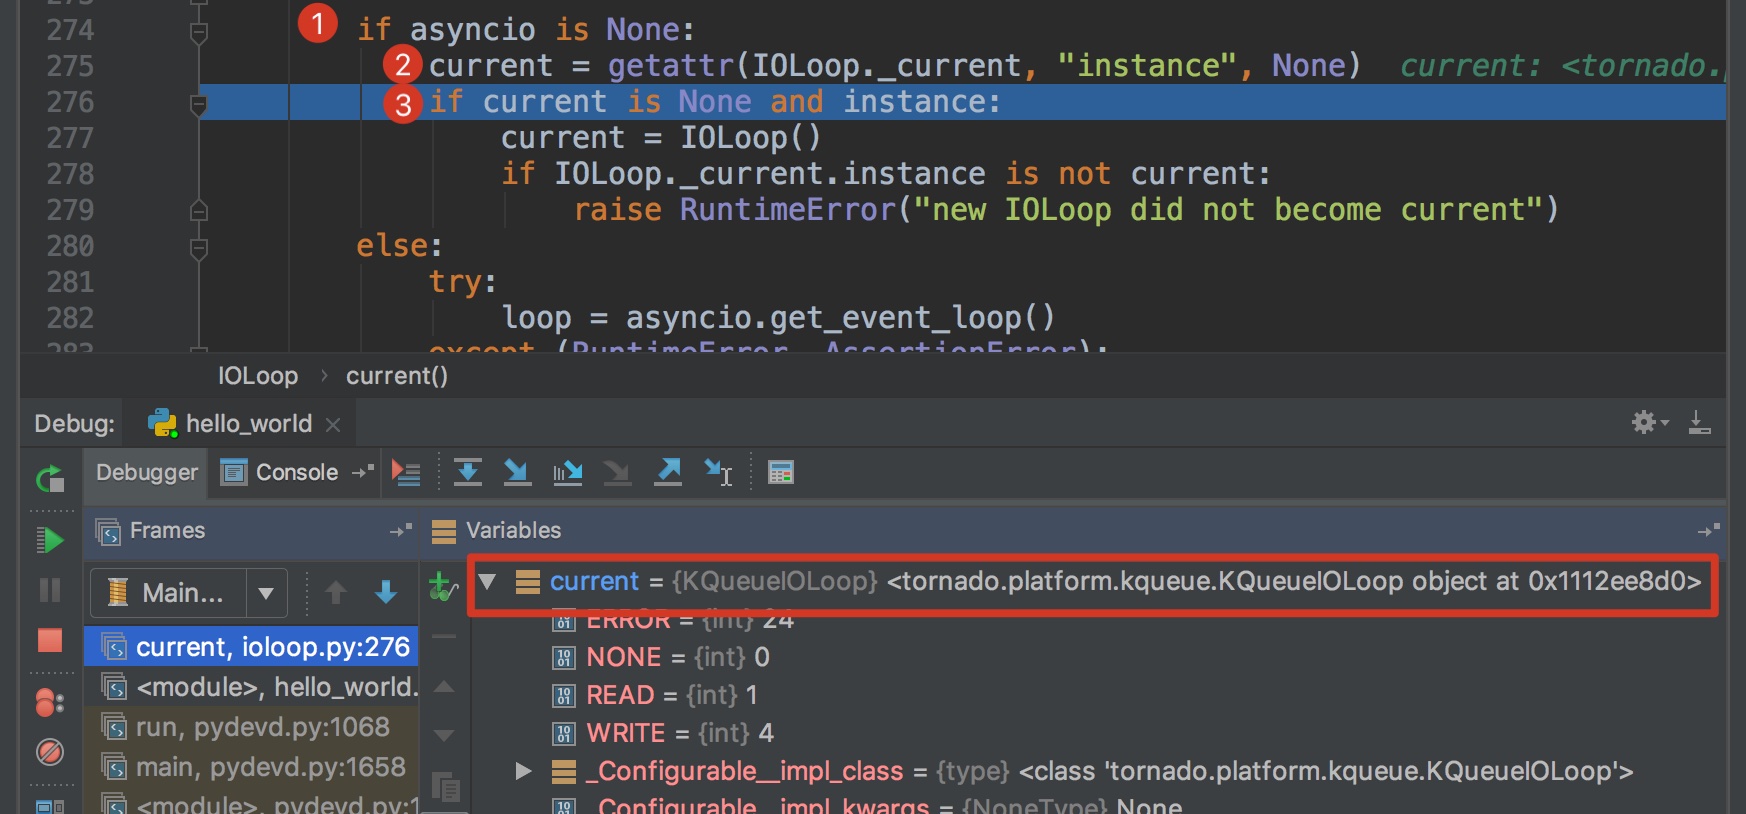 274 1 if asyncio is None:
275 2 current = getattr(IOLoop._current, "instance", None) current: <tornado.
276 3 if current is None and instance:
277 current = IOLoop()
278 if IOLoop._current.instance is not current:
279 raise RuntimeError("new IOLoop did not become current")
280 else:
281 try:
282 loop = asyncio.get_event_loop()
283 except (RuntimeError, AssertionError):
IOLoop › current()
Debug: hello_world
Debugger Console
Frames Variables
Main...
current = {KQueueIOLoop} <tornado.platform.kqueue.KQueueIOLoop object at 0x1112ee8d0>
ERROR = {int} 24
NONE = {int} 0
READ = {int} 1
WRITE = {int} 4
_Configurable__impl_class = {type} <class 'tornado.platform.kqueue.KQueueIOLoop'>
_Configurable__impl_kwargs = {NoneType} None
current, ioloop.py:276
<module>, hello_world.
run, pydevd.py:1068
main, pydevd.py:1658
<module>, pydevd.py:1